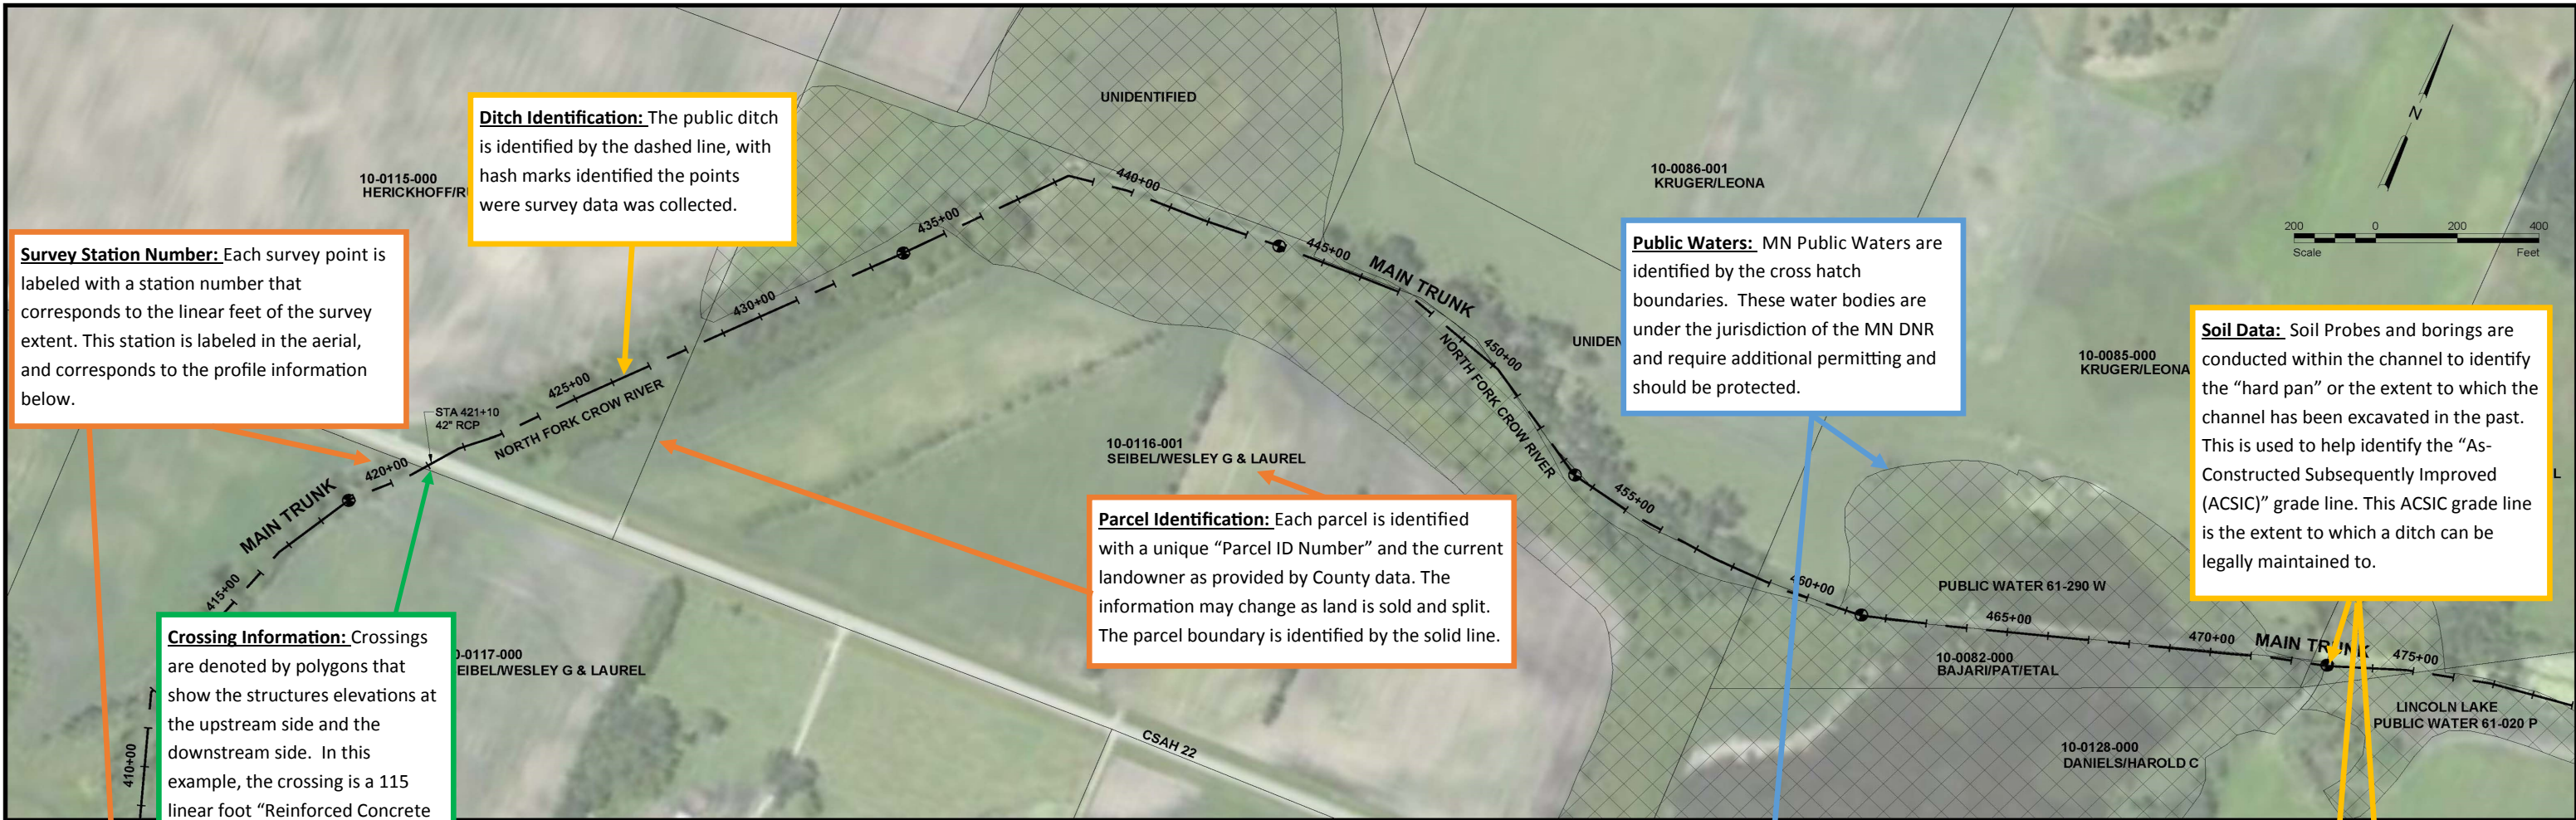 UNIDENTIFIED
Ditch Identification: The public ditch
is identified by the dashed line, with
hash marks identified the points
were survey data was collected.
10-0115-000
HERICKHOFF/R
10-0086-001
KRUGER/LEONA
N
200 0 200 400
Scale Feet
Survey Station Number: Each survey point is
labeled with a station number that
corresponds to the linear feet of the survey
extent. This station is labeled in the aerial,
and corresponds to the profile information
below.
Public Waters: MN Public Waters are
identified by the cross hatch
boundaries. These water bodies are
under the jurisdiction of the MN DNR
and require additional permitting and
should be protected.
Soil Data: Soil Probes and borings are
conducted within the channel to identify
the “hard pan” or the extent to which the
channel has been excavated in the past.
This is used to help identify the “As-
Constructed Subsequently Improved
(ACSIC)” grade line. This ACSIC grade line
is the extent to which a ditch can be
legally maintained to.
UNIDEN
10-0085-000
KRUGER/LEONA
L
410+00
415+00
MAIN TRUNK
420+00
STA 421+10
42" RCP
425+00
NORTH FORK CROW RIVER
430+00
435+00
440+00
445+00
MAIN TRUNK
450+00
NORTH FORK CROW RIVER
455+00
460+00
465+00
470+00
MAIN TRUNK
475+00
10-0116-001
SEIBEL/WESLEY G & LAUREL
Parcel Identification: Each parcel is identified
with a unique “Parcel ID Number” and the current
landowner as provided by County data. The
information may change as land is sold and split.
The parcel boundary is identified by the solid line.
PUBLIC WATER 61-290 W
10-0082-000
BAJARI/PAT/ETAL
LINCOLN LAKE
PUBLIC WATER 61-020 P
10-0128-000
DANIELS/HAROLD C
Crossing Information: Crossings
are denoted by polygons that
show the structures elevations at
the upstream side and the
downstream side. In this
example, the crossing is a 115
linear foot “Reinforced Concrete
0-0117-000
EIBEL/WESLEY G & LAUREL
CSAH 22